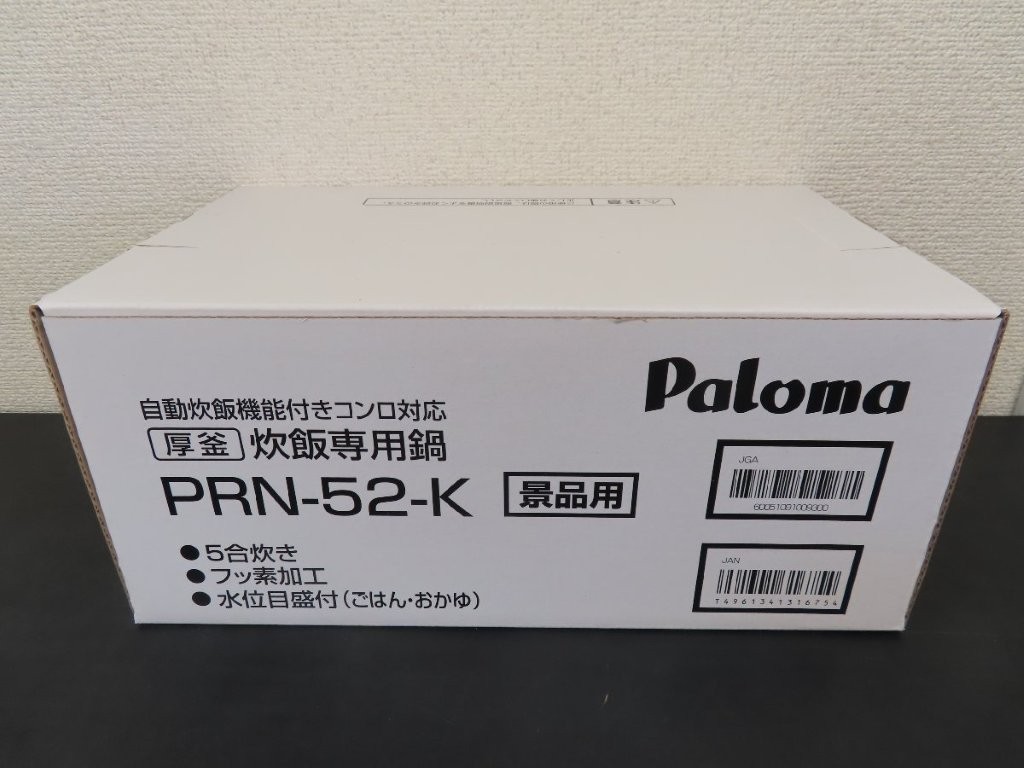 Paloma
自動炊飯機能付きコンロ対応
厚釜 炊飯専用鍋
PRN-52-K 景品用
● 5合炊き
● フッ素加工
● 水位目盛付(ごはん・おかゆ)
JGA
60051091009000
JAN
T4961341316754